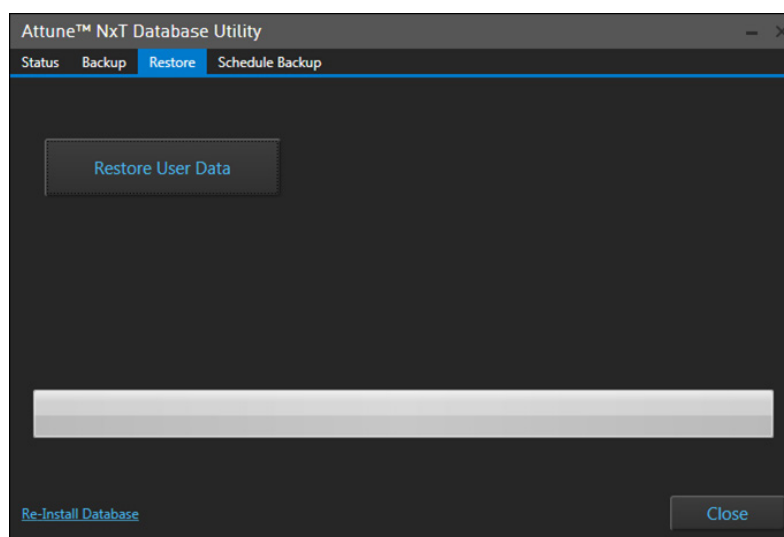 Attune™ NxT Database Utility
Status Backup Restore Schedule Backup
Restore User Data
Re-Install Database
Close